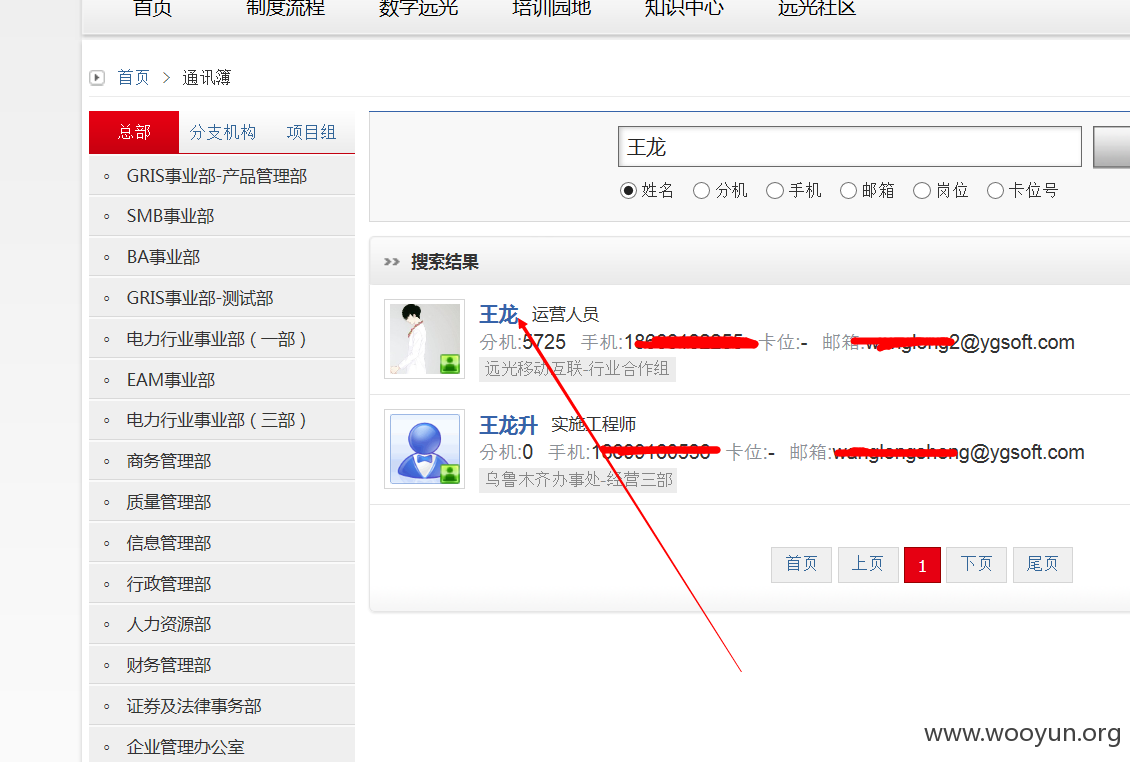 首页 制度流程 数字远光 培训园地 知识中心 远光社区
首页 > 通讯簿
总部 分支机构 项目组
GRIS事业部-产品管理部
SMB事业部
BA事业部
GRIS事业部-测试部
电力行业事业部（一部）
EAM事业部
电力行业事业部（三部）
商务管理部
质量管理部
信息管理部
行政管理部
人力资源部
财务管理部
证券及法律事务部
企业管理办公室
王龙
姓名 分机 手机 邮箱 岗位 卡位号
搜索结果
王龙 运营人员
分机:5725 手机: 卡位:- 邮箱: @ygsoft.com
远光移动互联-行业合作组
王龙升 实施工程师
分机:0 手机: 卡位:- 邮箱: @ygsoft.com
乌鲁木齐办事处-经营三部
首页 上页 1 下页 尾页
www.wooyun.org